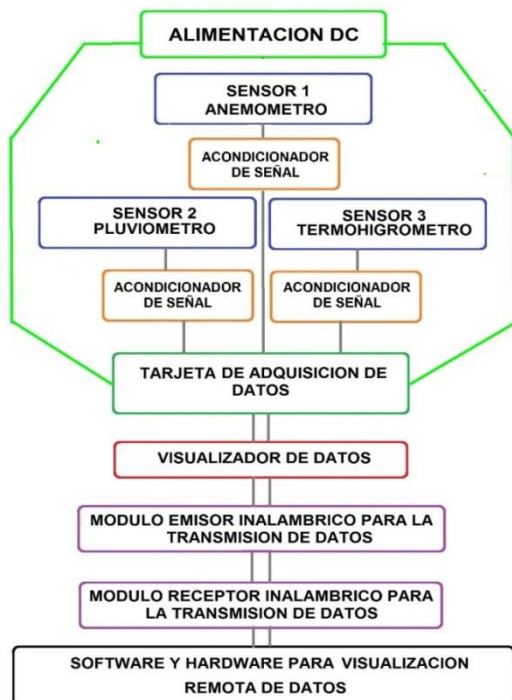 ALIMENTACION DC
SENSOR 1
ANEMOMETRO
ACONDICIONADOR
DE SEÑAL
SENSOR 2
PLUVIOMETRO
SENSOR 3
TERMOHIGROMETRO
ACONDICIONADOR
DE SEÑAL
ACONDICIONADOR
DE SEÑAL
TARJETA DE ADQUISICION DE
DATOS
VISUALIZADOR DE DATOS
MODULO EMISOR INALAMBRICO PARA LA
TRANSMISION DE DATOS
MODULO RECEPTOR INALAMBRICO PARA
LA TRANSMISION DE DATOS
SOFTWARE Y HARDWARE PARA VISUALIZACION
REMOTA DE DATOS